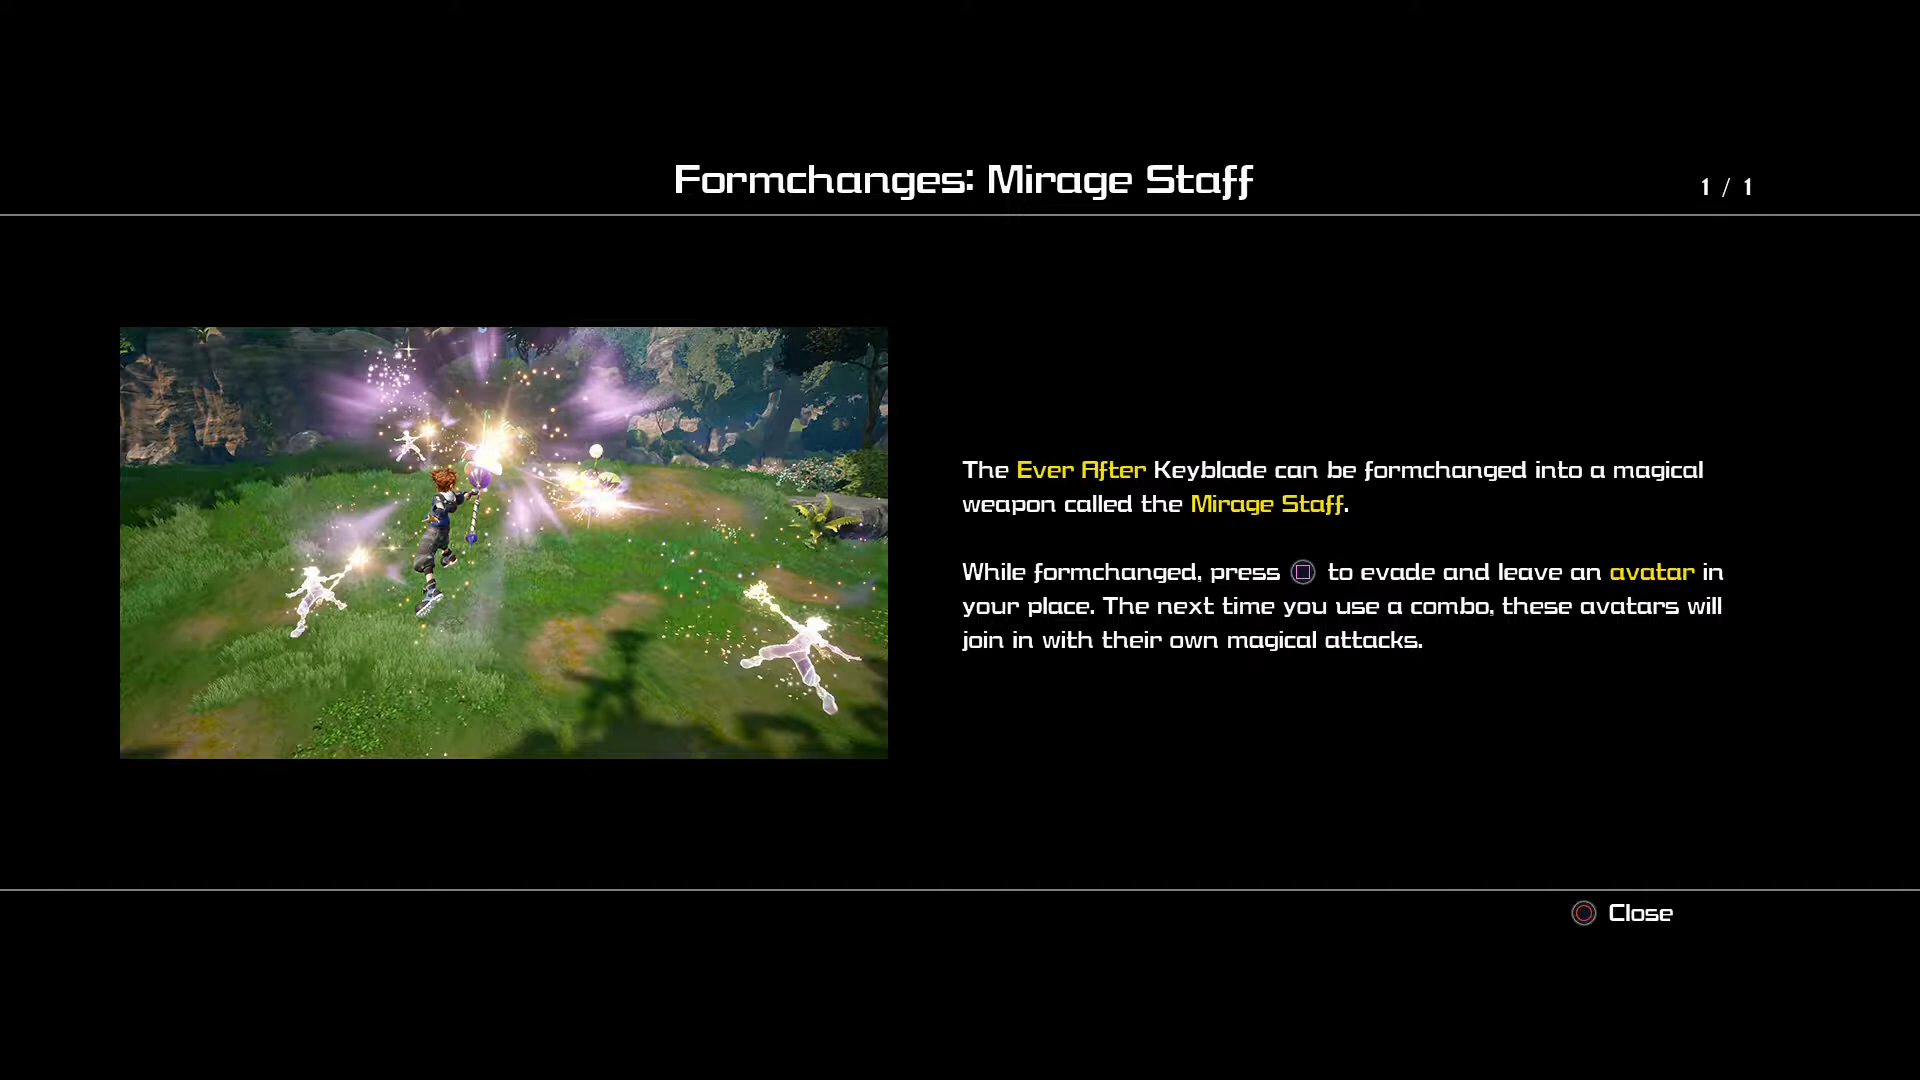 Formchanges: Mirage Staff
1 / 1
The Ever After Keyblade can be formchanged into a magical
weapon called the Mirage Staff.
While formchanged, press to evade and leave an avatar in
your place. The next time you use a combo, these avatars will
join in with their own magical attacks.
Close